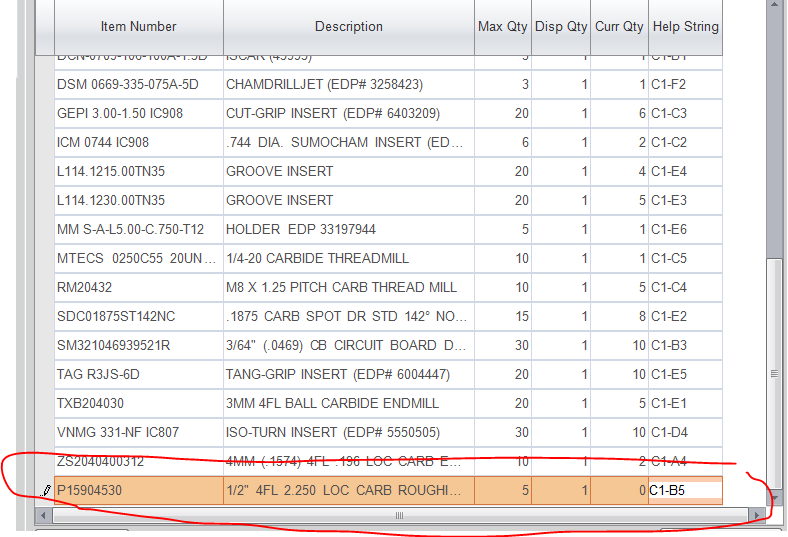 Item Number Description Max Qty Disp Qty Curr Qty Help String
DSM 0669-335-075A-5D CHAMDRILLJET (EDP# 3258423) 3 1 1 C1-F2
GEPI 3.00-1.50 IC908 CUT-GRIP INSERT (EDP# 6403209) 20 1 6 C1-C3
ICM 0744 IC908 .744 DIA. SUMOCHAM INSERT (ED... 6 1 2 C1-C2
L114.1215.00TN35 GROOVE INSERT 20 1 4 C1-E4
L114.1230.00TN35 GROOVE INSERT 20 1 5 C1-E3
MM S-A-L5.00-C.750-T12 HOLDER EDP 33197944 5 1 1 C1-E6
MTECS 0250C55 20UN... 1/4-20 CARBIDE THREADMILL 10 1 1 C1-C5
RM20432 M8 X 1.25 PITCH CARB THREAD MILL 10 1 5 C1-C4
SDC01875ST142NC .1875 CARB SPOT DR STD 142° NO... 15 1 8 C1-E2
SM321046939521R 3/64" (.0469) CB CIRCUIT BOARD D... 30 1 10 C1-B3
TAG R3JS-6D TANG-GRIP INSERT (EDP# 6004447) 20 1 10 C1-E5
TXB204030 3MM 4FL BALL CARBIDE ENDMILL 20 1 5 C1-E1
VNMG 331-NF IC807 ISO-TURN INSERT (EDP# 5550505) 30 1 10 C1-D4
ZS2040400312 4MM (.1574) 4FL .196 LOC CARB E... 10 1 2 C1-A4
P15904530 1/2" 4FL 2.250 LOC CARB ROUGHI... 5 1 0 C1-B5